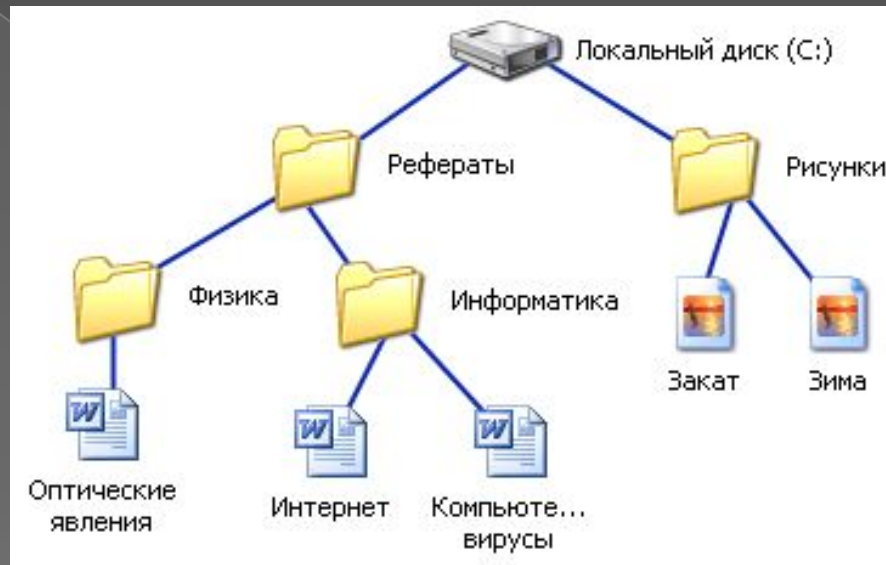 Локальный диск (C:)
Рефераты
Рисунки
Физика
Информатика
Закат
Зима
Оптические
явления
Интернет
Компьюте...
вирусы